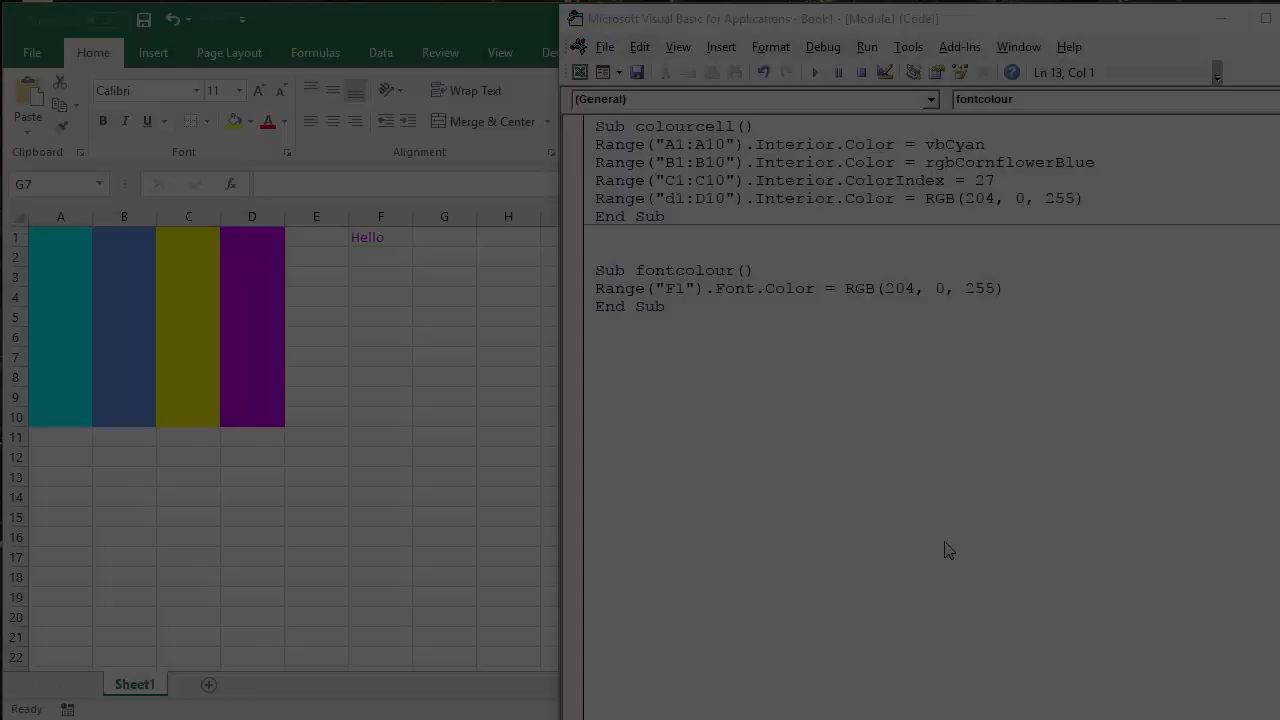 Microsoft Visual Basic for Applications - Book1 - [Module1 (Code)]
File Home Insert Page Layout Formulas Data Review View De
File Edit View Insert Format Debug Run Tools Add-Ins Window Help
Ln 13, Col 1
Paste
Calibri 11
B I U
Wrap Text
Merge & Center
Clipboard Font Alignment
(General) fontcolour
G7 fx
A B C D E F G H
1 Hello
2
3
4
5
6
7
8
9
10
11
12
13
14
15
16
17
18
19
20
21
22
Sheet1
Ready
Sub colourcell()
Range("A1:A10").Interior.Color = vbCyan
Range("B1:B10").Interior.Color = rgbCornflowerBlue
Range("C1:C10").Interior.ColorIndex = 27
Range("d1:D10").Interior.Color = RGB(204, 0, 255)
End Sub
Sub fontcolour()
Range("F1").Font.Color = RGB(204, 0, 255)
End Sub